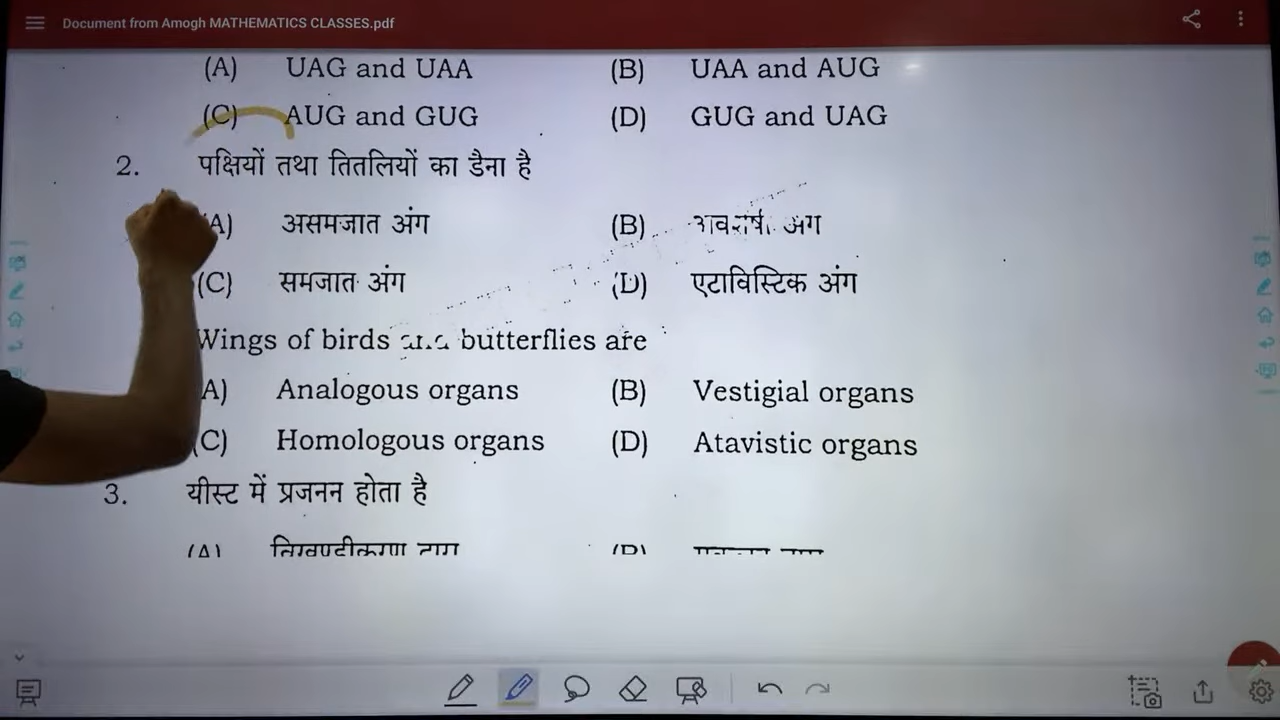 Document from Amogh MATHEMATICS CLASSES.pdf
(A) UAG and UAA (B) UAA and AUG
(C) AUG and GUG (D) GUG and UAG
2. पक्षियों तथा तितलियों का डैना है
A) असमजात अंग (B) अंग
(C) समजात अंग (D) एटाविस्टिक अंग
Wings of birds and butterflies are
A) Analogous organs (B) Vestigial organs
(C) Homologous organs (D) Atavistic organs
3. यीस्ट में प्रजनन होता है
(A) (B)